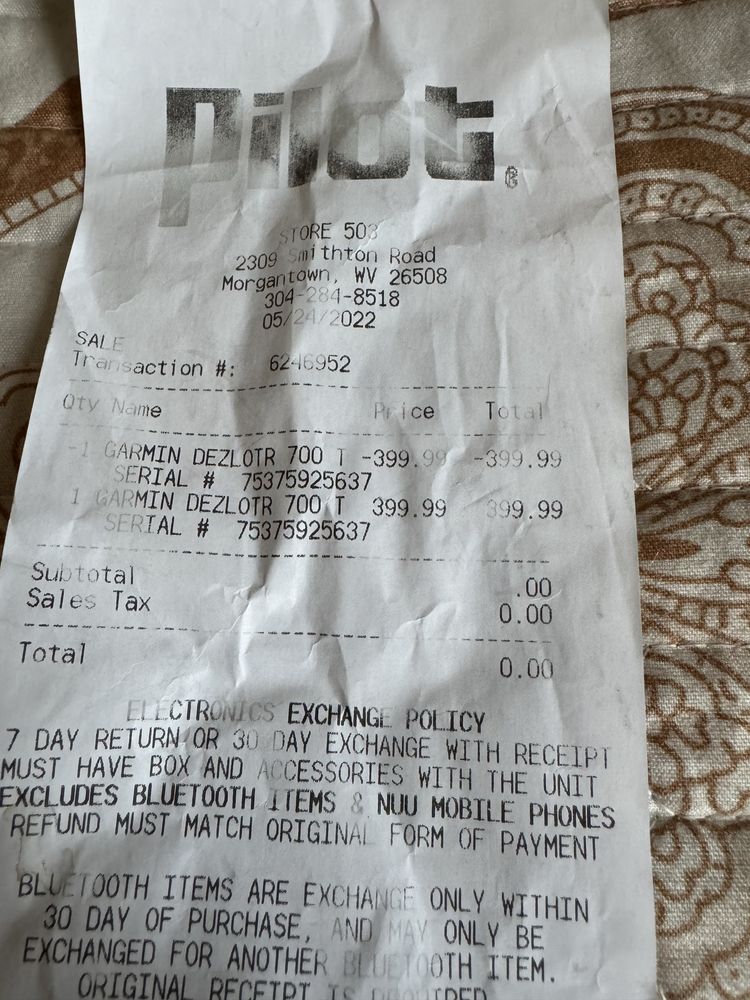 Pilot
STORE 503
2309 Smithton Road
Morgantown, WV 26508
304-284-8518
05/24/2022
SALE
Transaction #: 6246952
Qty Name Price Total
-1 GARMIN DEZLOTR 700 T -399.99 -399.99
SERIAL # 75375925637
1 GARMIN DEZLOTR 700 T 399.99 399.99
SERIAL # 75375925637
Subtotal .00
Sales Tax 0.00
Total 0.00
ELECTRONICS EXCHANGE POLICY
7 DAY RETURN OR 30 DAY EXCHANGE WITH RECEIPT
MUST HAVE BOX AND ACCESSORIES WITH THE UNIT
EXCLUDES BLUETOOTH ITEMS & NUU MOBILE PHONES
REFUND MUST MATCH ORIGINAL FORM OF PAYMENT
BLUETOOTH ITEMS ARE EXCHANGE ONLY WITHIN
30 DAY OF PURCHASE, AND MAY ONLY BE
EXCHANGED FOR ANOTHER BLUETOOTH ITEM.
ORIGINAL RECEIPT IS REQUIRED